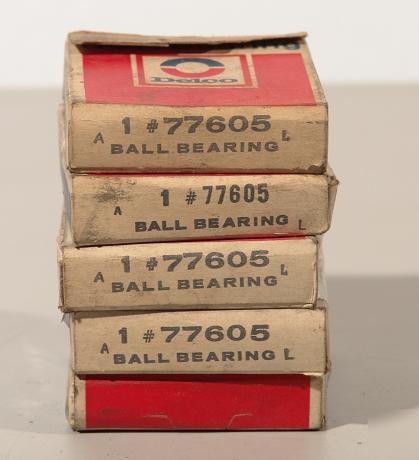 Delco
A 1 #77605 L
BALL BEARING
1 #77605
A BALL BEARING L
1 #77605 L
A BALL BEARING
1 #77605
A BALL BEARING L